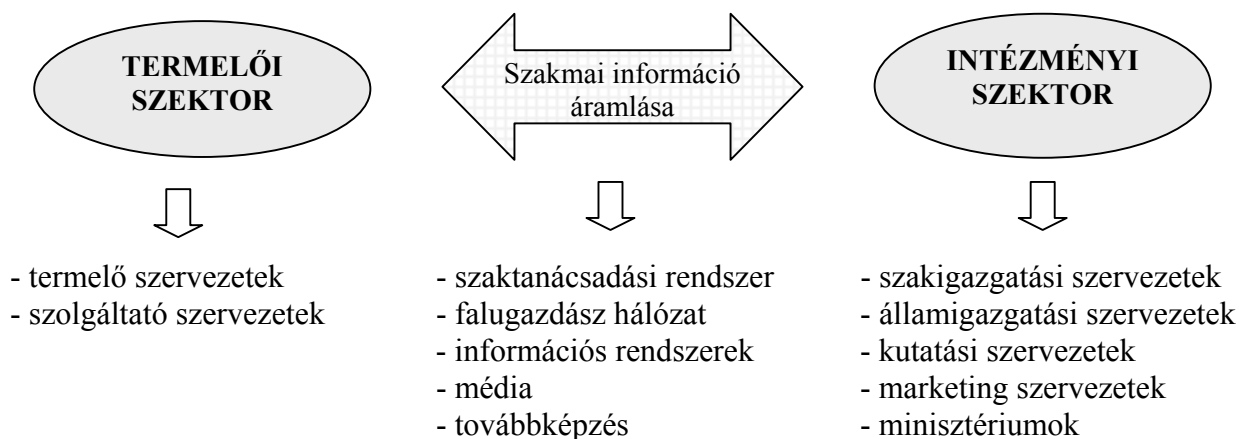 TERMELŐI
SZEKTOR
Szakmai információ
áramlása
INTÉZMÉNYI
SZEKTOR
- termelő szervezetek
- szolgáltató szervezetek
- szaktanácsadási rendszer
- falugazdász hálózat
- információs rendszerek
- média
- továbbképzés
- szakigazgatási szervezetek
- államigazgatási szervezetek
- kutatási szervezetek
- marketing szervezetek
- minisztériumok